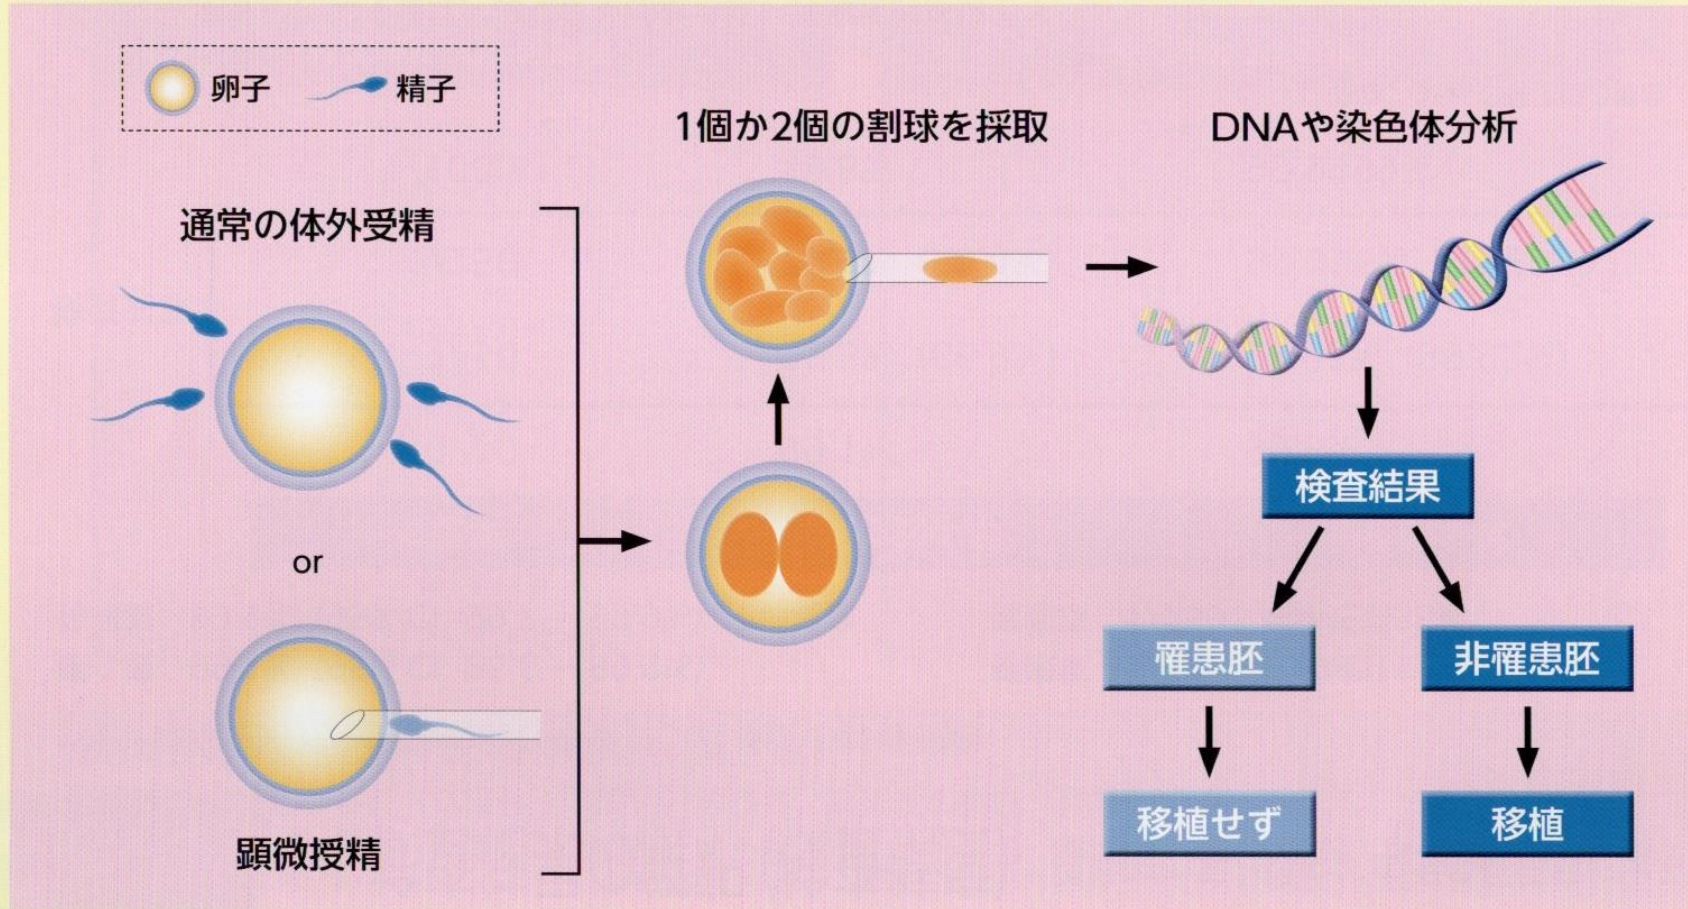 卵子
精子
通常の体外受精
or
顕微授精
1個か2個の割球を採取
DNAや染色体分析
検査結果
罹患胚
非罹患胚
移植せず
移植